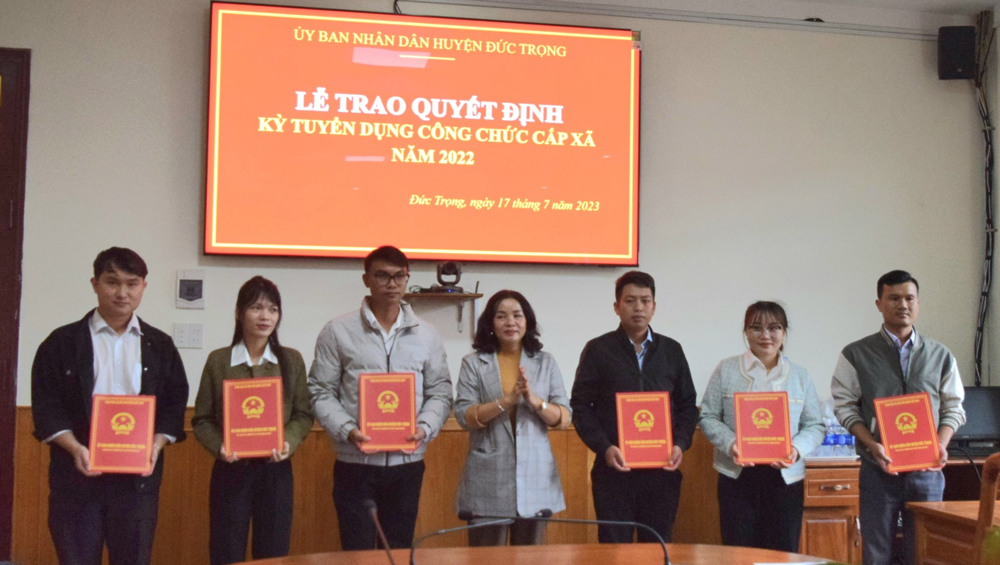 ỦY BAN NHÂN DÂN HUYỆN ĐỨC TRỌNG
LỄ TRAO QUYẾT ĐỊNH
KỲ TUYỂN DỤNG CÔNG CHỨC CẤP XÃ
NĂM 2022
Đức Trọng, ngày 17 tháng 7 năm 2023